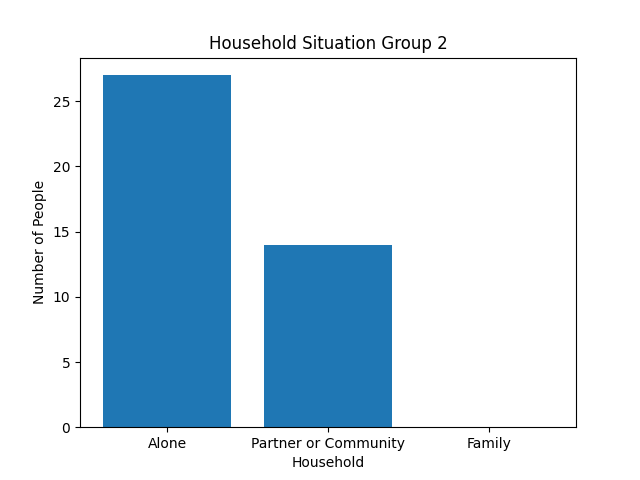 Household Situation Group 2
Number of People
25
20
15
10
5
0
Alone
Partner or Community
Family
Household